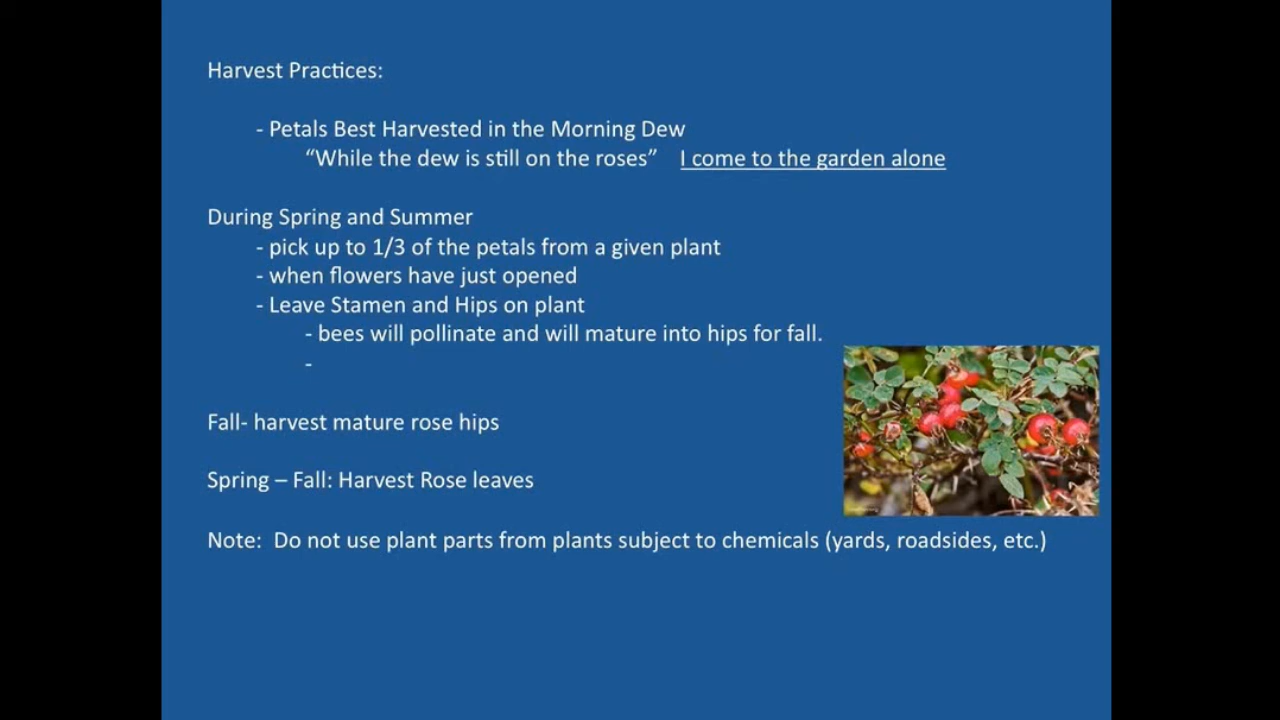 Harvest Practices:
- Petals Best Harvested in the Morning Dew
“While the dew is still on the roses” I come to the garden alone
During Spring and Summer
- pick up to 1/3 of the petals from a given plant
- when flowers have just opened
- Leave Stamen and Hips on plant
- bees will pollinate and will mature into hips for fall.
-
Fall- harvest mature rose hips
Spring – Fall: Harvest Rose leaves
Note: Do not use plant parts from plants subject to chemicals (yards, roadsides, etc.)